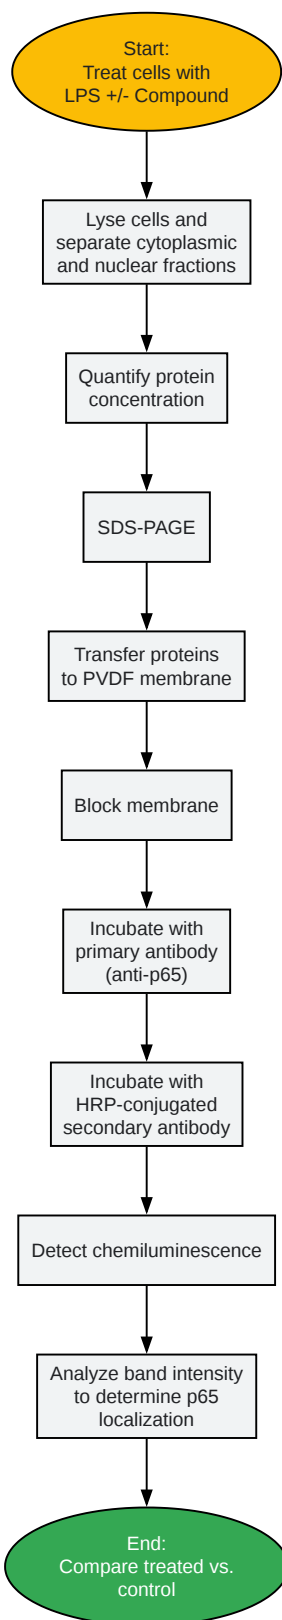 Start:
Treat cells with
LPS +/- Compound
Lyse cells and
separate cytoplasmic
and nuclear fractions
Quantify protein
concentration
SDS-PAGE
Transfer proteins
to PVDF membrane
Block membrane
Incubate with
primary antibody
(anti-p65)
Incubate with
HRP-conjugated
secondary antibody
Detect chemiluminescence
Analyze band intensity
to determine p65
localization
End:
Compare treated vs.
control